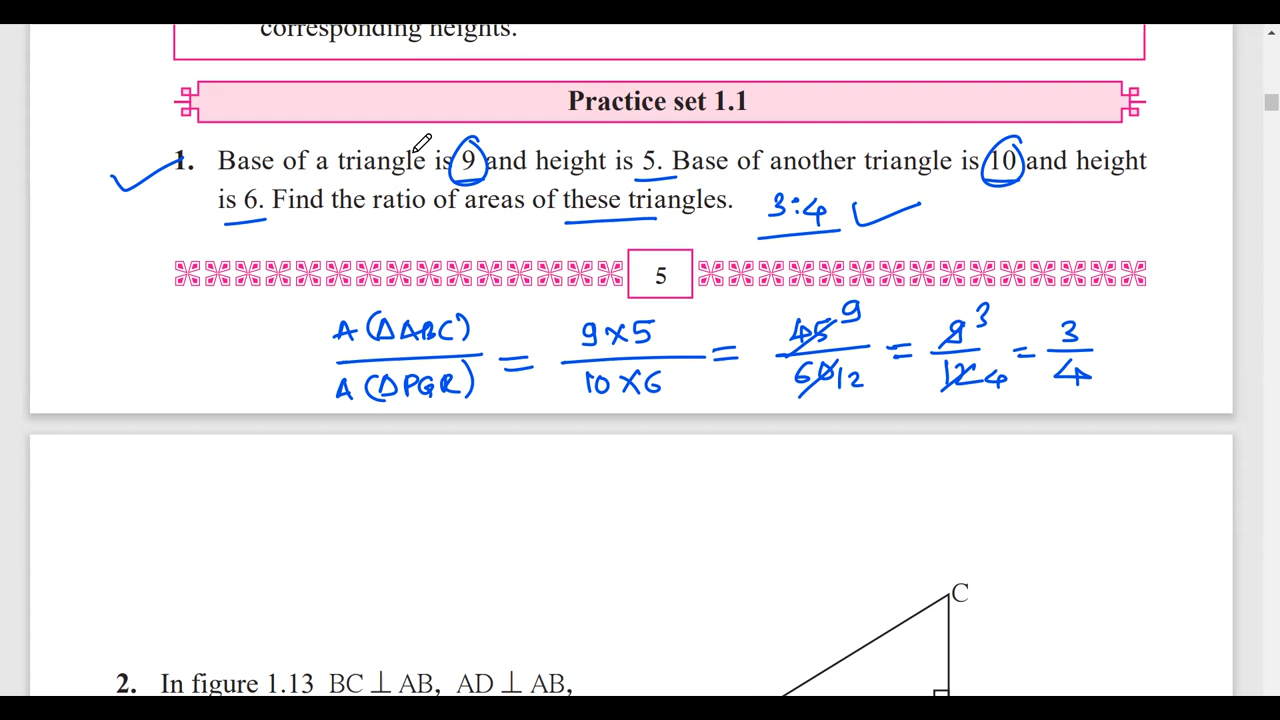 corresponding heights.
Practice set 1.1
1. Base of a triangle is 9 and height is 5. Base of another triangle is 10 and height
is 6. Find the ratio of areas of these triangles. 3:4
5
A(ΔABC)/A(ΔPQR) = 9×5/10×6 = 45 9/60 12 = 9 3/12 4 = 3/4
C
2. In figure 1.13 BC ⊥ AB, AD ⊥ AB,